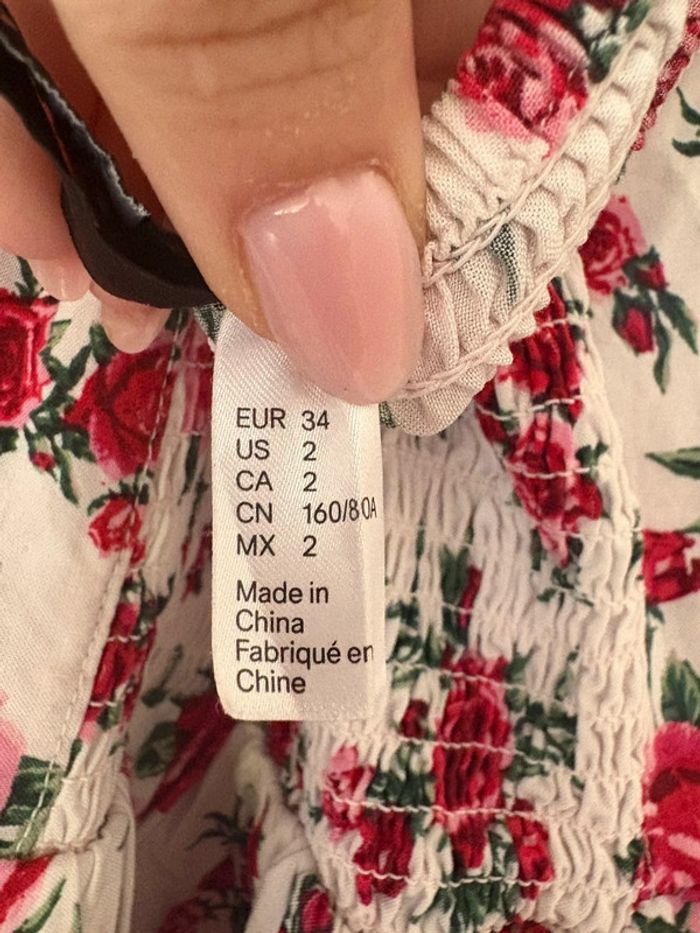 EUR 34
US 2
CA 2
CN 160/80A
MX 2
Made in
China
Fabriqué en
Chine